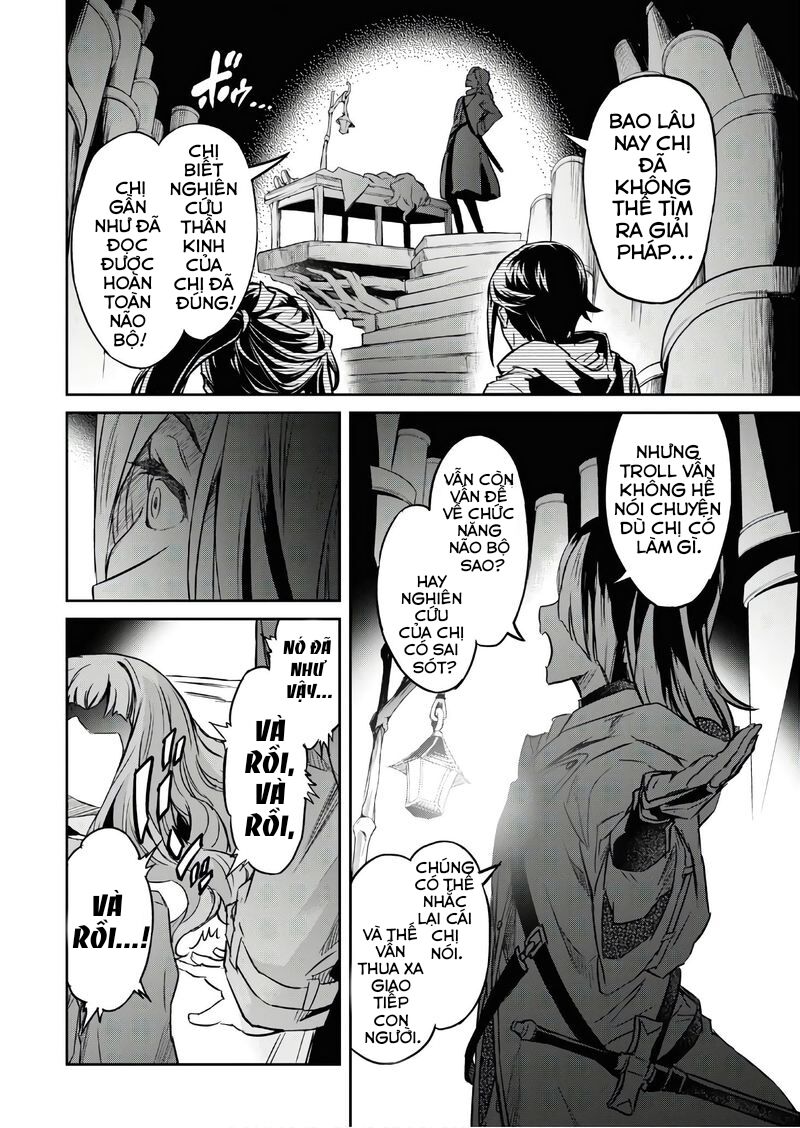 BAO LÂU
NAY CHỊ
ĐÃ
KHÔNG
THỂ TÌM
RA GIẢI
PHÁP...
ボゥ...
CHỊ
BIẾT
NGHIÊN
CỨU
THẦN
KINH
CỦA
CHỊ ĐÃ
ĐÚNG!
CHỊ
GẦN
NHƯ ĐÃ
ĐỌC
ĐƯỢC
HOÀN
TOÀN
NÃO
BỘ!
NHƯNG
TROLL VẪN
KHÔNG HỀ
NÓI CHUYỆN
DÙ CHỊ CÓ
LÀM GÌ.
VẪN CÒN
VẤN ĐỀ
VỀ CHỨC
NĂNG
NÃO BỘ
SAO?
HAY
NGHIÊN
CỨU
CỦA CHỊ
CÓ SAI
SÓT?
CHÚNG
CÓ THỂ
NHẮC
LẠI CÁI
CHỊ
NÓI.
VÀ THẾ
VẪN
THUA XA
GIAO
TIẾP
CON
NGƯỜI.
NÓ ĐÃ
NHƯ
VẬY...
VÀ
RỒI,
VÀ
RỒI,
VÀ
RỒI...!